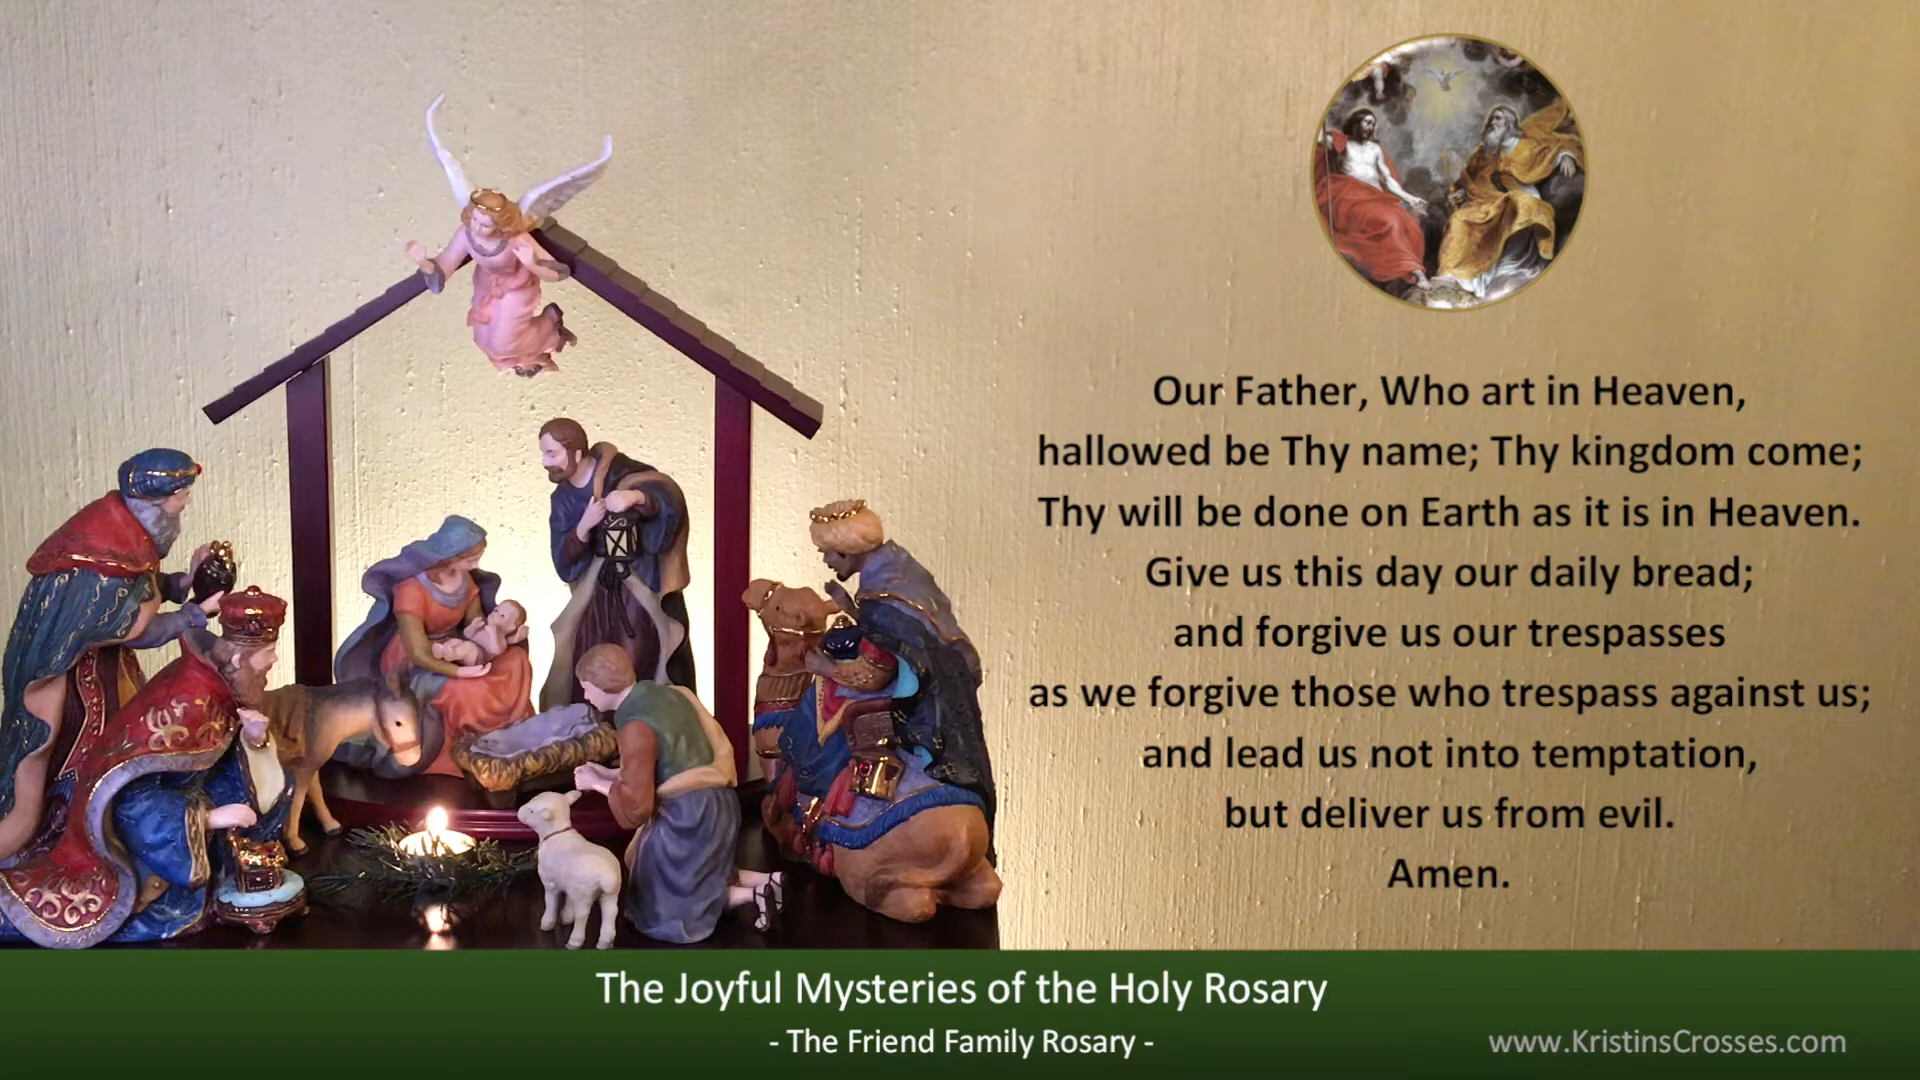 Our Father, Who art in Heaven,
hallowed be Thy name; Thy kingdom come;
Thy will be done on Earth as it is in Heaven.
Give us this day our daily bread;
and forgive us our trespasses
as we forgive those who trespass against us;
and lead us not into temptation,
but deliver us from evil.
Amen.
The Joyful Mysteries of the Holy Rosary
- The Friend Family Rosary -
www.KristinsCrosses.com